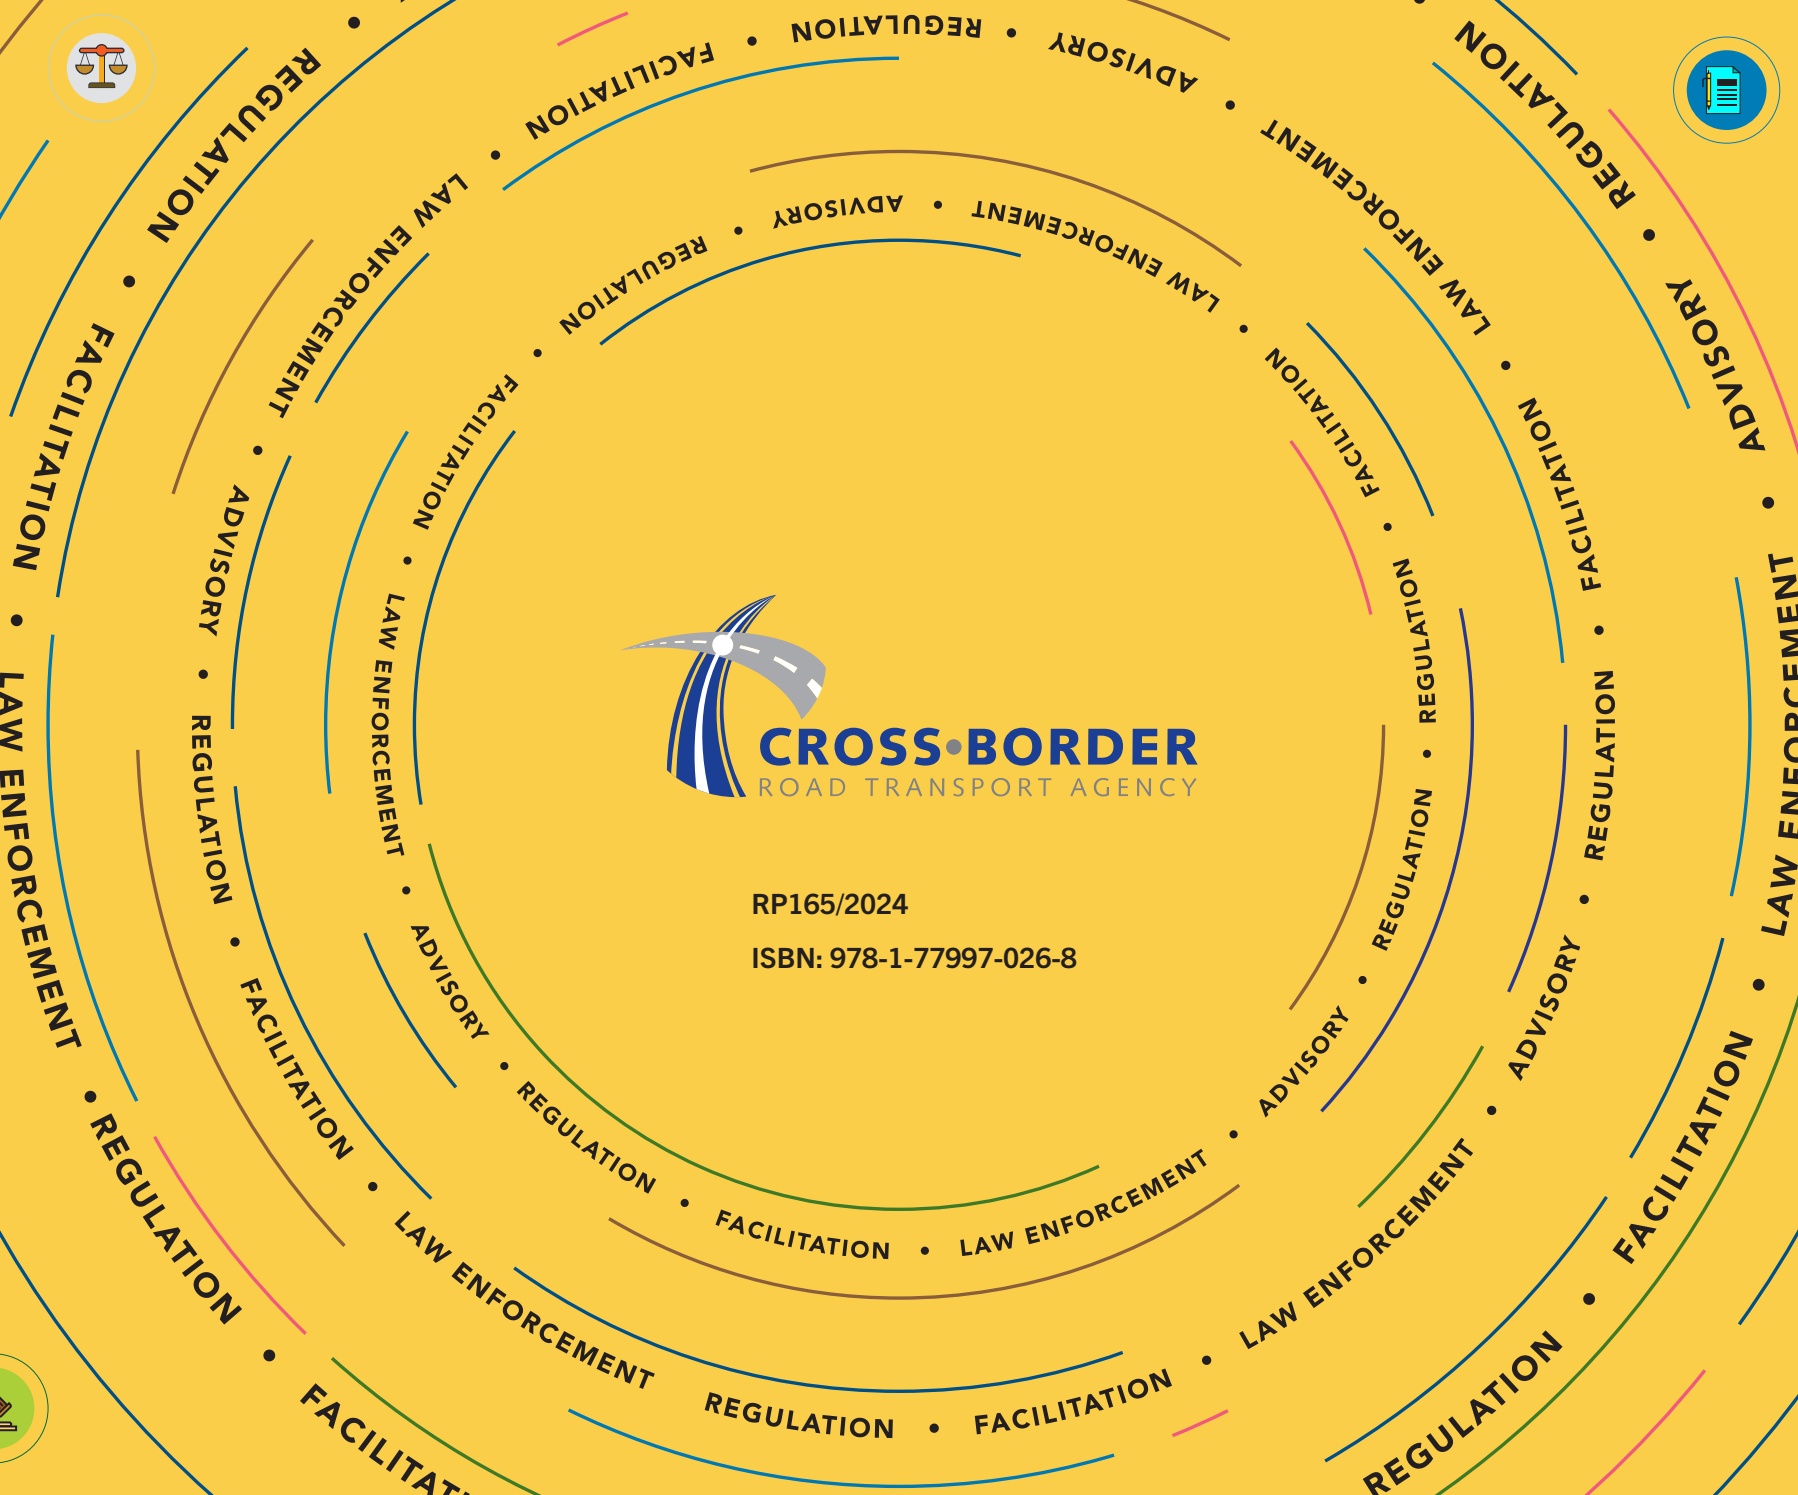 CROSS•BORDER
ROAD TRANSPORT AGENCY
RP165/2024
ISBN: 978-1-77997-026-8
REGULATION • ADVISORY • LAW ENFORCEMENT • FACILITATION • REGULATION • REGULATION • ADVISORY • LAW ENFORCEMENT • FACILITATION • REGULATION • ADVISORY • LAW ENFORCEMENT • FACILITATION •
FACILITATION • REGULATION • ADVISORY • LAW ENFORCEMENT • FACILITATION • REGULATION • ADVISORY • LAW ENFORCEMENT • FACILITATION • REGULATION LAW ENFORCEMENT • FACILITATION • REGULATION • ADVISORY • LAW ENFORCEMENT •
REGULATION • FACILITATION • LAW ENFORCEMENT • REGULATION •
REGULATION • ADVISORY • LAW ENFORCEMENT • FACILITATION • REGULATION